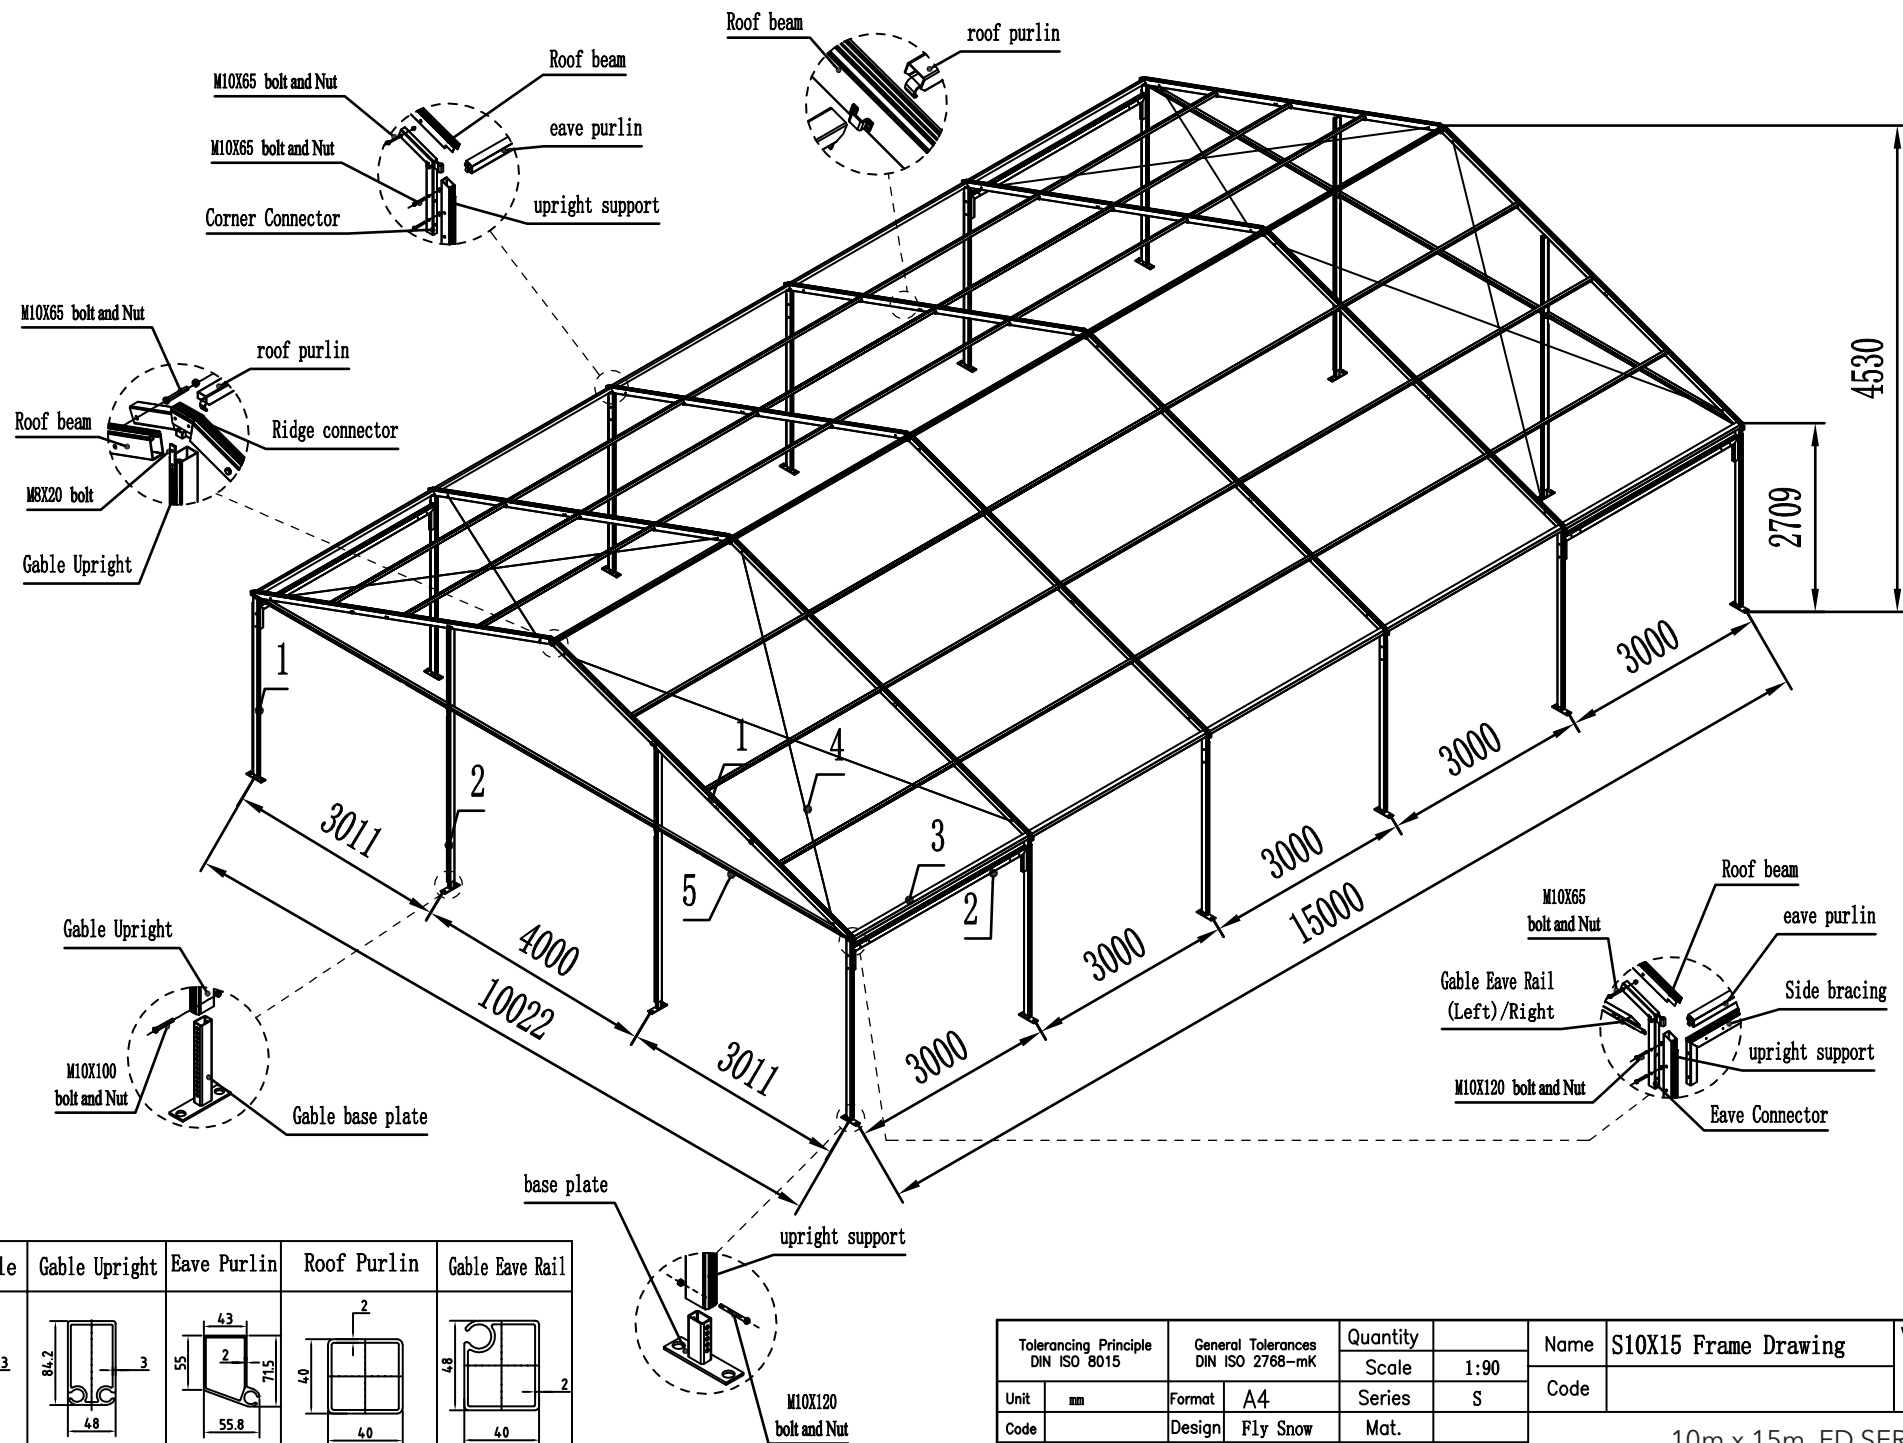 Roof beam
roof purlin
M10X65 bolt and Nut
Roof beam
eave purlin
M10X65 bolt and Nut
Corner Connector
upright support
M10X65 bolt and Nut
roof purlin
Roof beam
Ridge connector
M8X20 bolt
Gable Upright
4530
2709
1
2
1
4
5
3
2
3011
4000
3011
10022
3000
3000
3000
3000
3000
15000
Gable Upright
M10X100
bolt and Nut
Gable base plate
base plate
upright support
M10X120
bolt and Nut
Roof beam
M10X65
bolt and Nut
eave purlin
Gable Eave Rail
(Left)/Right
Side bracing
upright support
M10X120 bolt and Nut
Eave Connector
Gable Upright
Eave Purlin
Roof Purlin
Gable Eave Rail
3
84.2
3
48
43
55
2
71.5
55.8
2
40
40
48
2
40
Tolerancing Principle
DIN ISO 8015
General Tolerances
DIN ISO 2768-mK
Quantity
Scale 1:90
Name S10X15 Frame Drawing
Code
Unit mm
Format A4
Series S
Code
Design Fly Snow
Mat.
10m x 15m